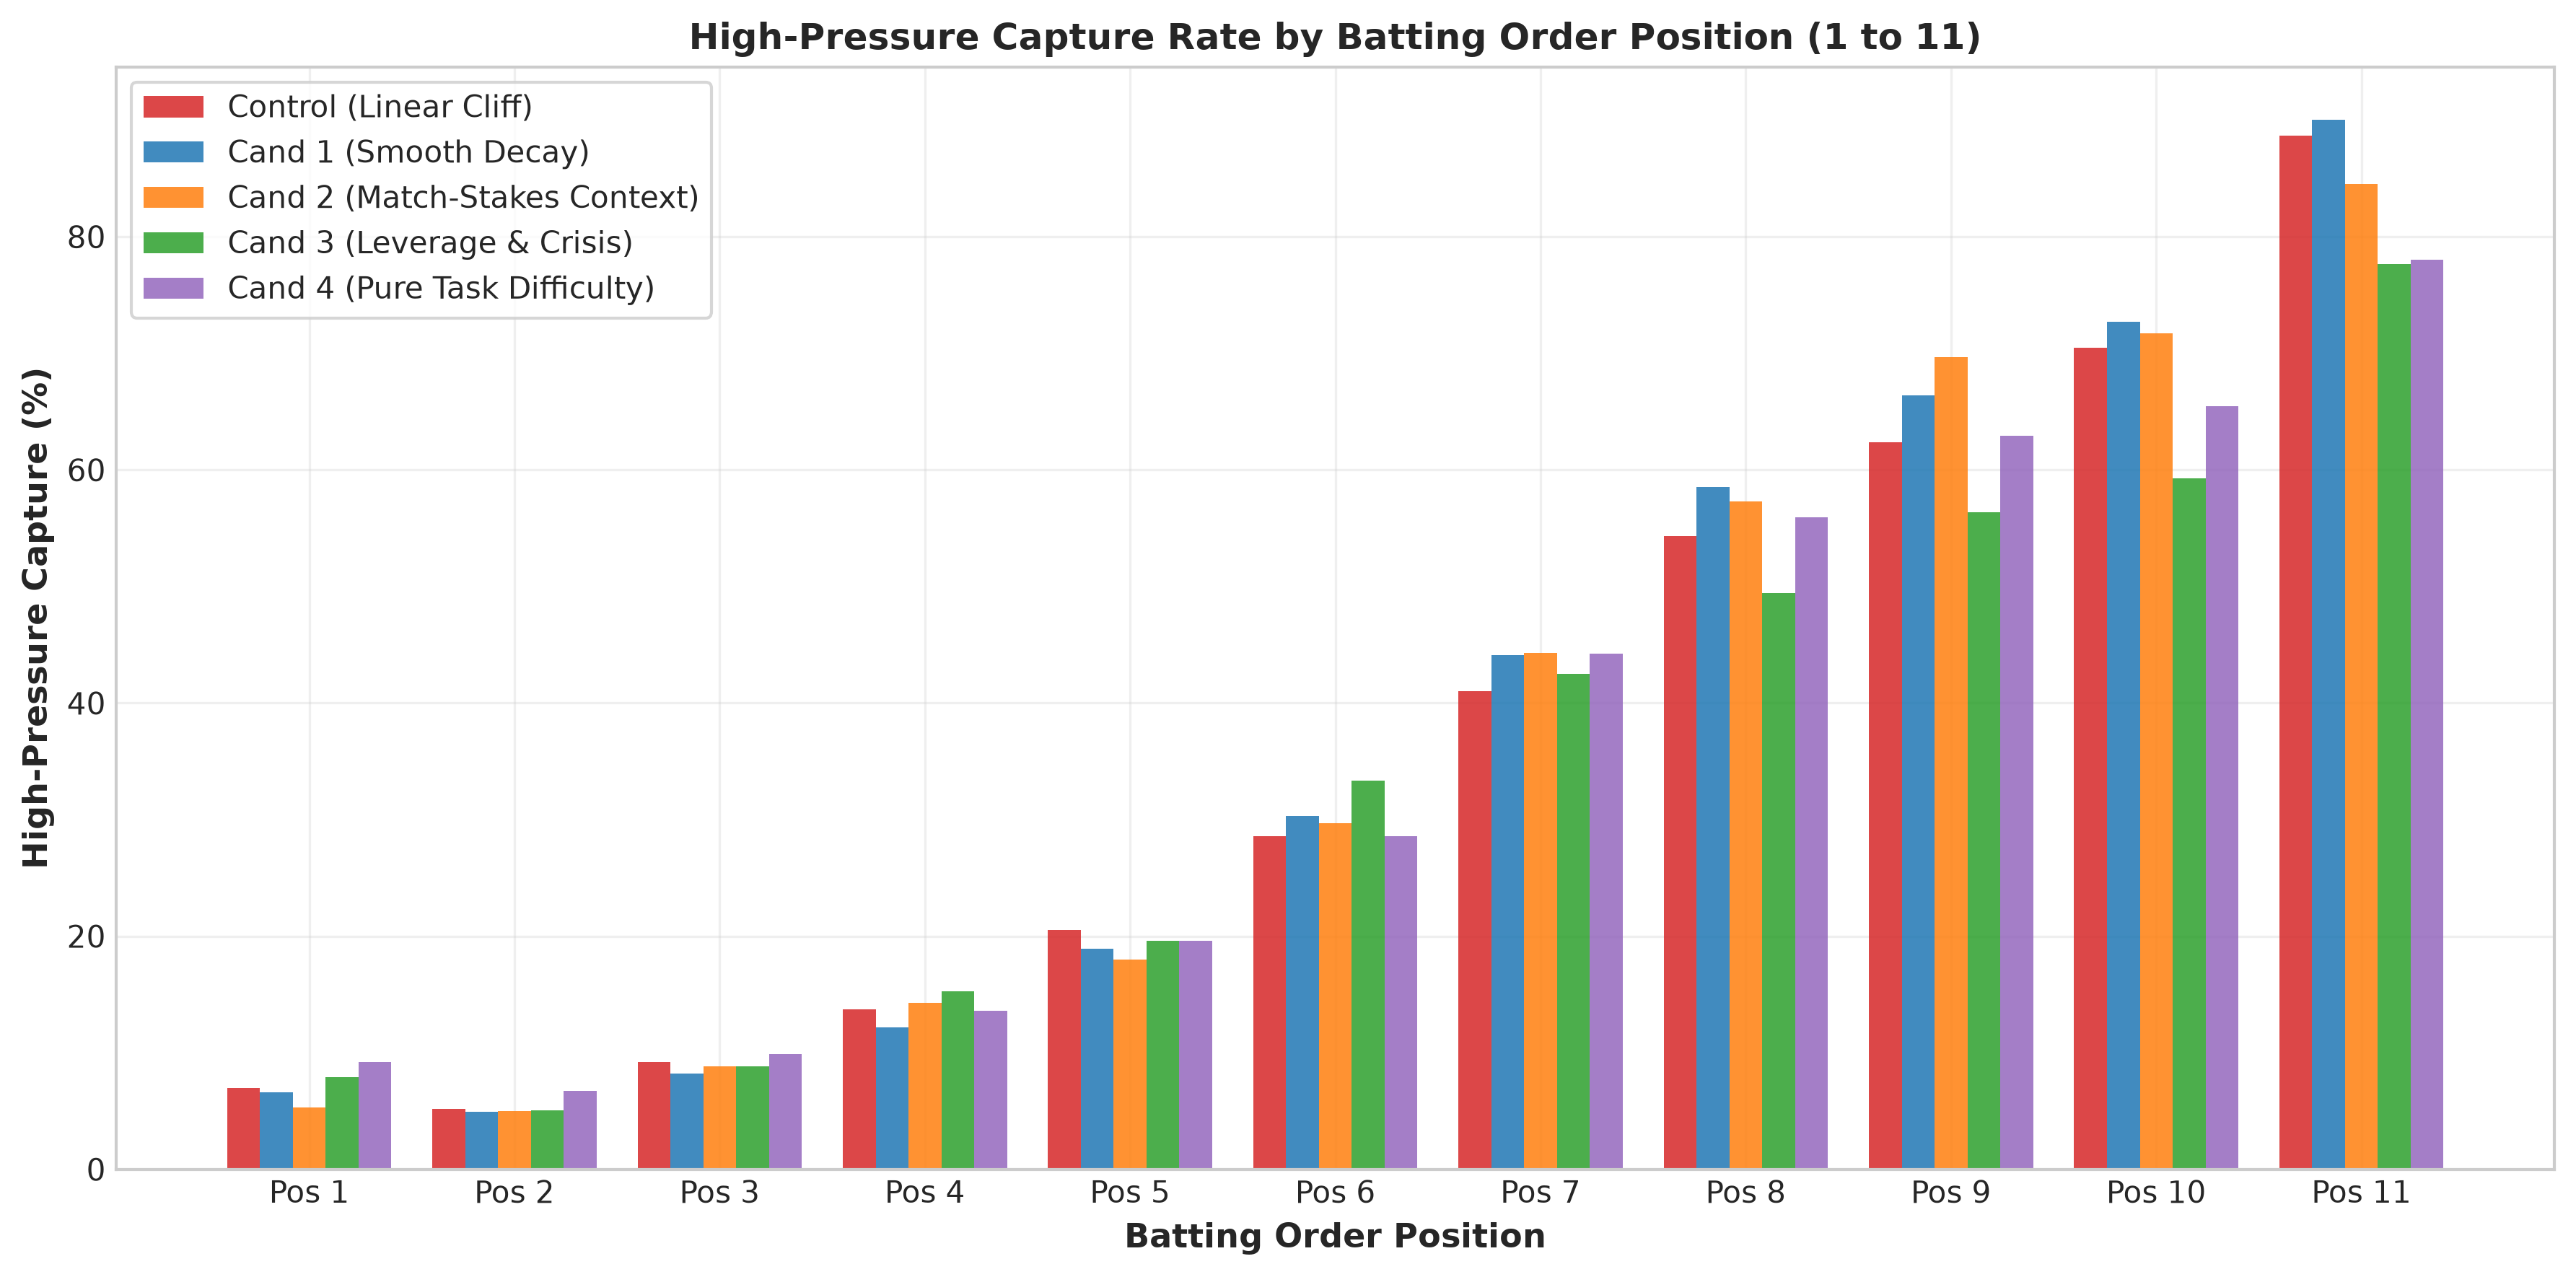 High-Pressure Capture Rate by Batting Order Position (1 to 11)
Control (Linear Cliff)
Cand 1 (Smooth Decay)
Cand 2 (Match-Stakes Context)
Cand 3 (Leverage & Crisis)
Cand 4 (Pure Task Difficulty)
High-Pressure Capture (%)
80
60
40
20
0
Pos 1 Pos 2 Pos 3 Pos 4 Pos 5 Pos 6 Pos 7 Pos 8 Pos 9 Pos 10 Pos 11
Batting Order Position